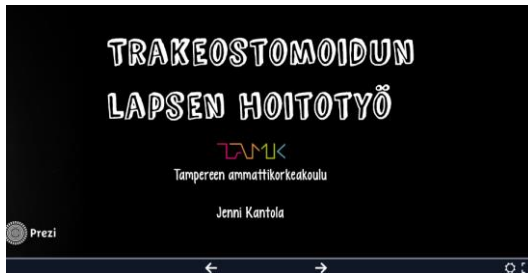 TRAKEOSTOMOIDUN
LAPSEN HOITOTYÖ
TAMK
Tampereen ammattikorkeakoulu
Jenni Kantola
Prezi